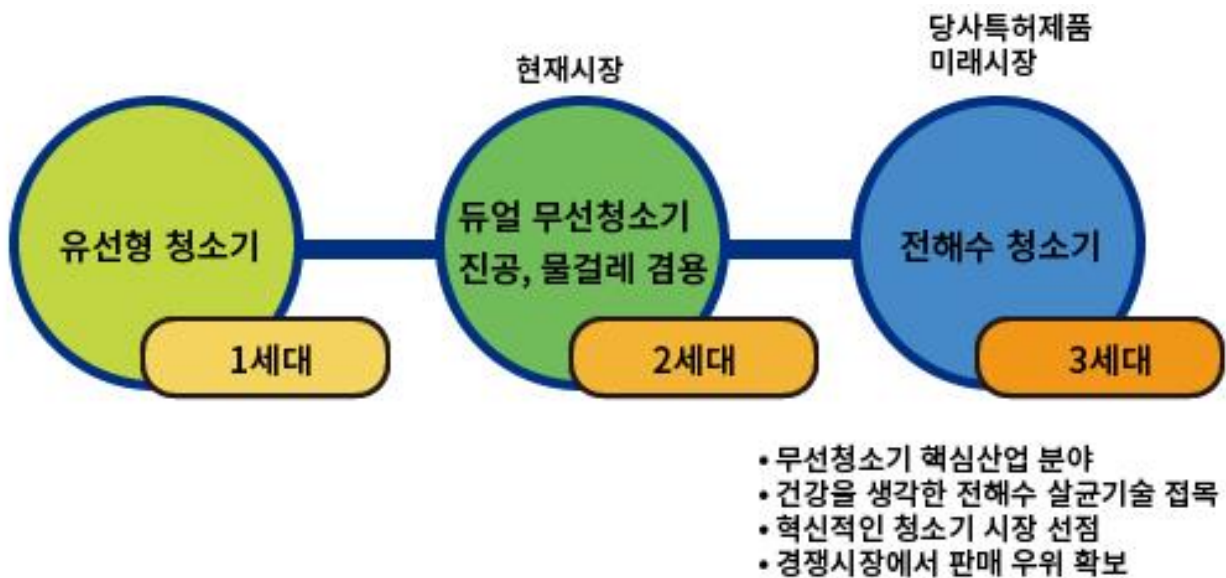 현재시장
당사특허제품
미래시장
유선형 청소기
듀얼 무선청소기
진공, 물걸레 겸용
전해수 청소기
1세대
2세대
3세대
• 무선청소기 핵심산업 분야
• 건강을 생각한 전해수 살균기술 접목
• 혁신적인 청소기 시장 선점
• 경쟁시장에서 판매 우위 확보